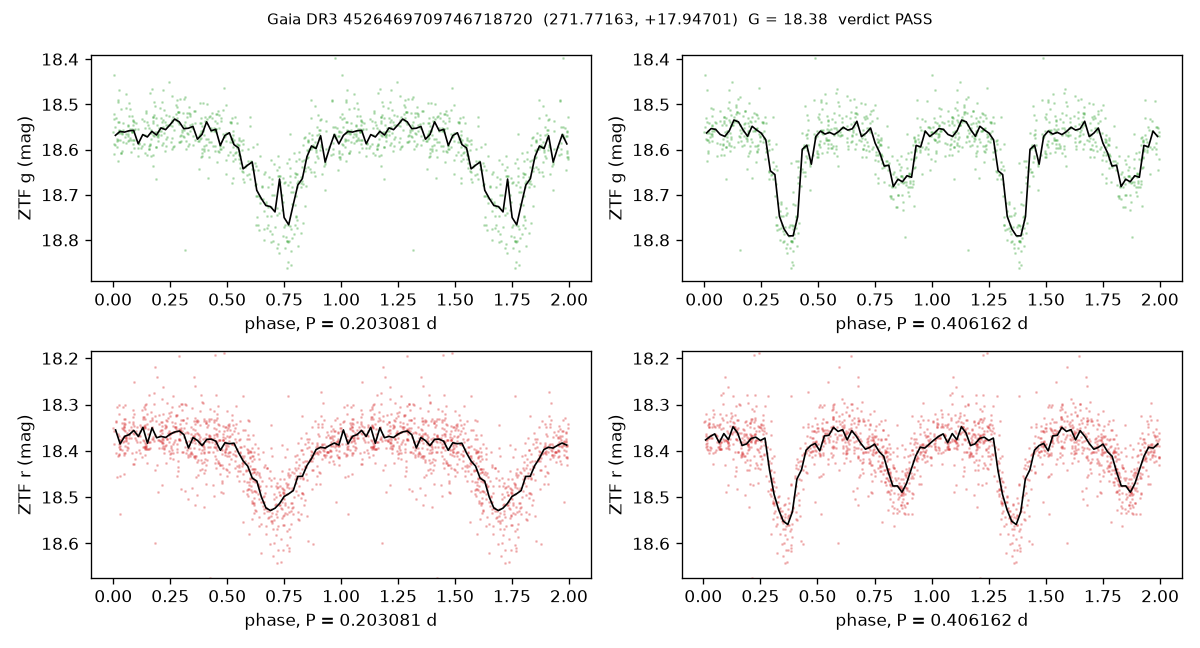 Gaia DR3 4526469709746718720 (271.77163, +17.94701) G = 18.38 verdict PASS
18.4
18.5
18.6
18.7
18.8
ZTF g (mag)
0.00 0.25 0.50 0.75 1.00 1.25 1.50 1.75 2.00
phase, P = 0.203081 d
18.4
18.5
18.6
18.7
18.8
ZTF g (mag)
0.00 0.25 0.50 0.75 1.00 1.25 1.50 1.75 2.00
phase, P = 0.406162 d
18.2
18.3
18.4
18.5
18.6
ZTF r (mag)
0.00 0.25 0.50 0.75 1.00 1.25 1.50 1.75 2.00
phase, P = 0.203081 d
18.2
18.3
18.4
18.5
18.6
ZTF r (mag)
0.00 0.25 0.50 0.75 1.00 1.25 1.50 1.75 2.00
phase, P = 0.406162 d